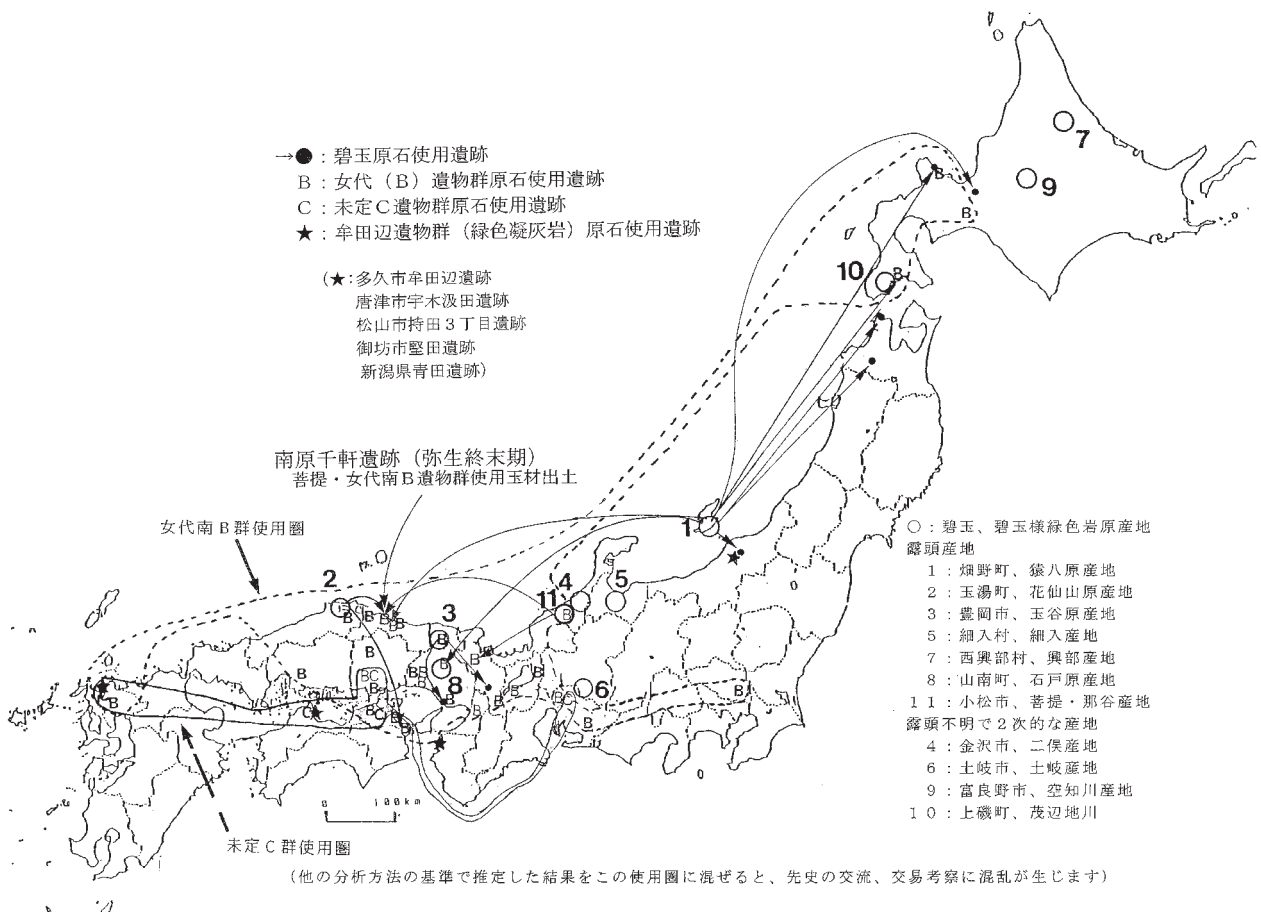 →●：碧玉原石使用遺跡
B：女代（B）遺物群原石使用遺跡
C：未定C遺物群原石使用遺跡
★：牟田辺遺物群（緑色凝灰岩）原石使用遺跡
（★：多久市牟田辺遺跡
唐津市宇木汲田遺跡
松山市持田３丁目遺跡
御坊市堅田遺跡
新潟県青田遺跡）
南原千軒遺跡（弥生終末期）
菩提・女代南B遺物群使用玉材出土
女代南B群使用圏
未定C群使用圏
7
9
10
1
2
3
4
11
5
8
6
B
B
B
B
B
B
B
B
B
B
BC
B
B
C
B
B
BC
B
B
0 100km
○：碧玉、碧玉様緑色岩原産地
露頭産地
1：畑野町、猿八原産地
2：玉湯町、花仙山原産地
3：豊岡市、玉谷原産地
5：細入村、細入産地
7：西興部村、興部産地
8：山南町、石戸原産地
11：小松市、菩提・那谷産地
露頭不明で２次的な産地
4：金沢市、二俣産地
6：土岐市、土岐産地
9：富良野市、空知川産地
10：上磯町、茂辺地川
（他の分析方法の基準で推定した結果をこの使用圏に混ぜると、先史の交流、交易考察に混乱が生じます）